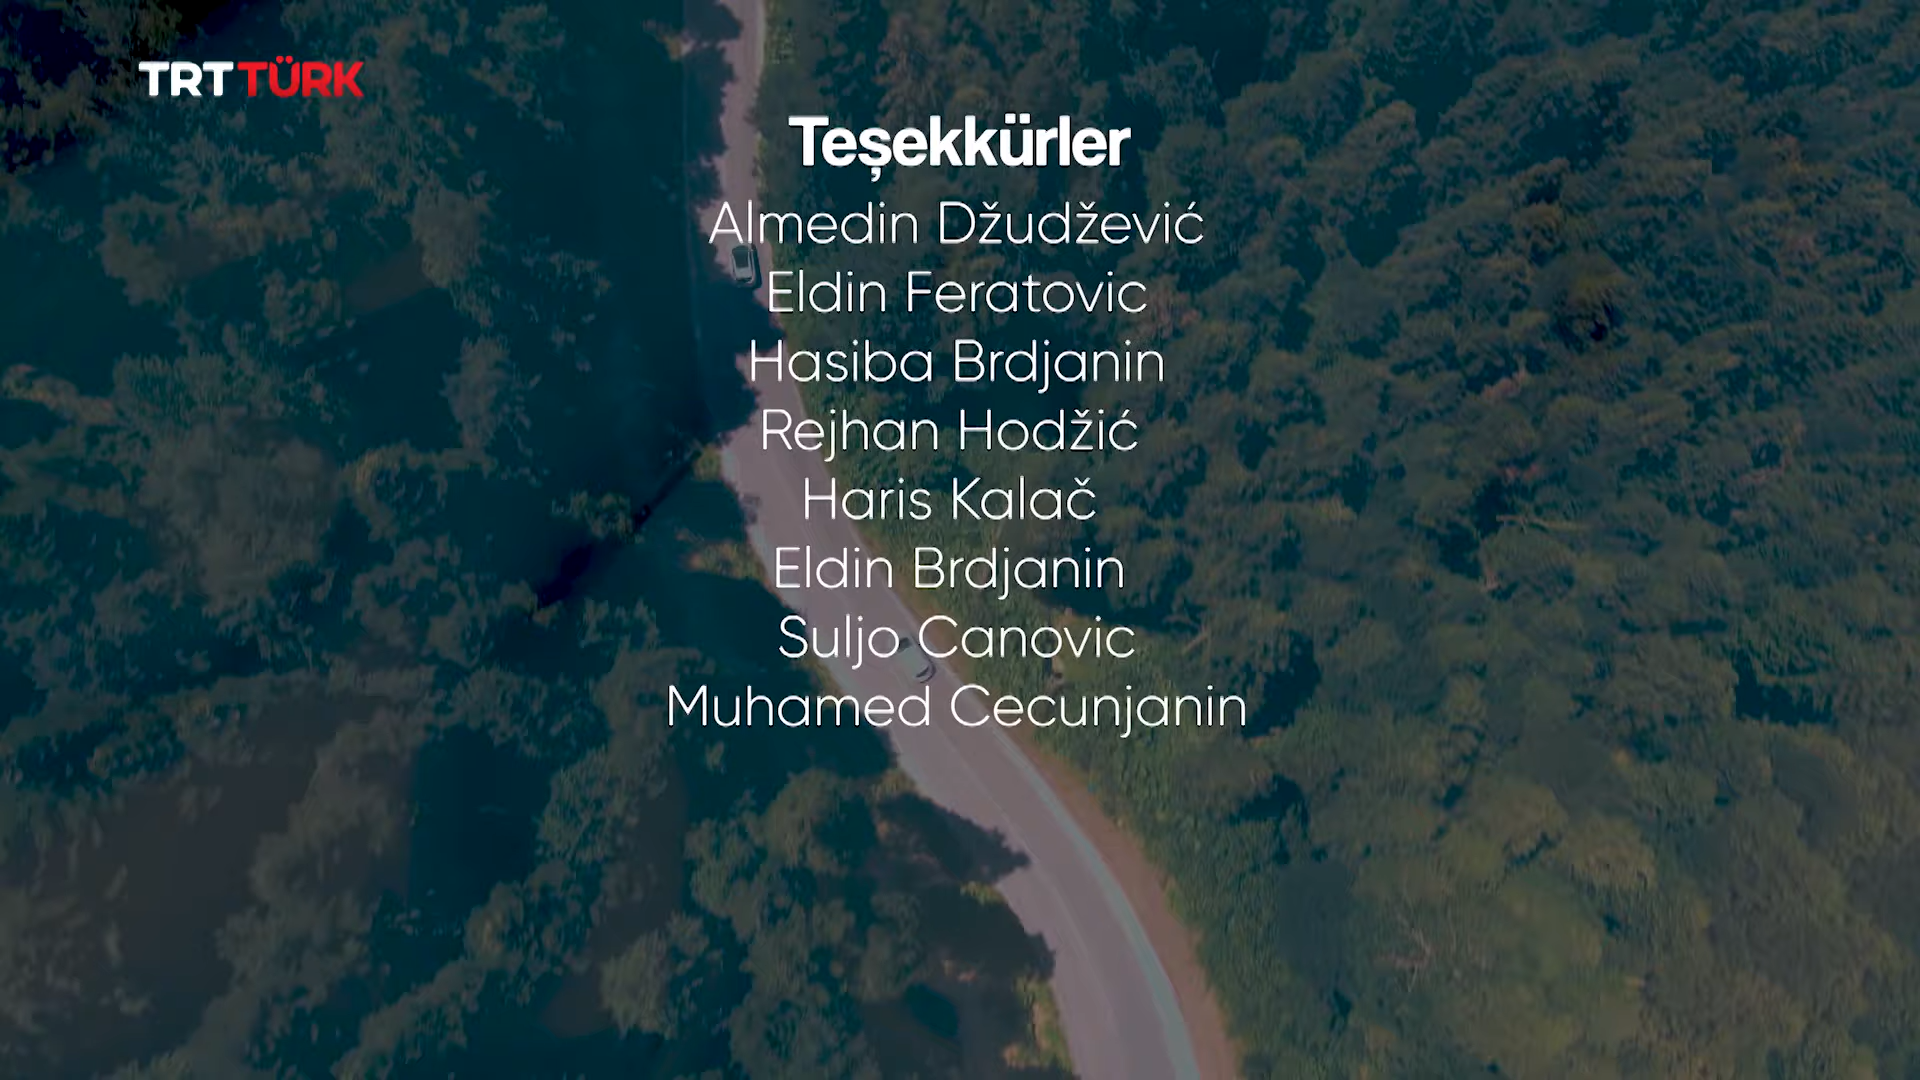 TRT TÜRK
Teşekkürler
Almedin Džudžević
Eldin Feratovic
Hasiba Brdjanin
Rejhan Hodžić
Haris Kalač
Eldin Brdjanin
Suljo Canovic
Muhamed Cecunjanin